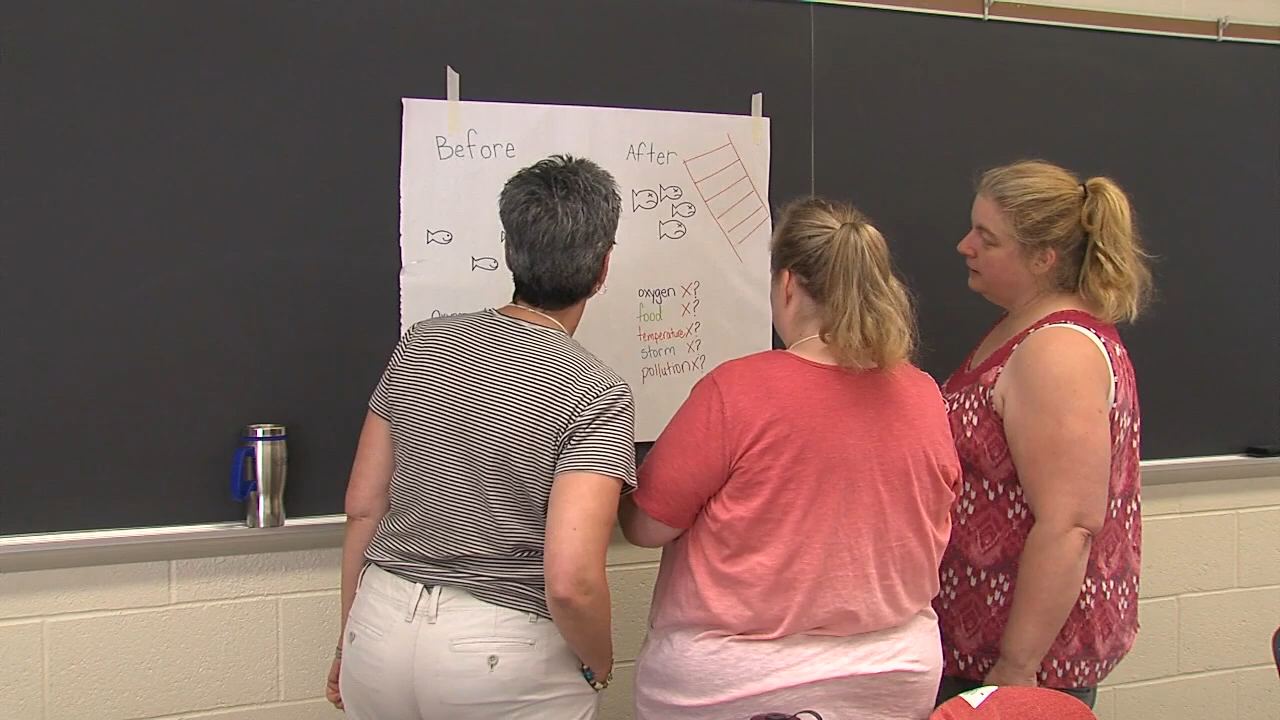 Before
After
oxygen X?
food X?
temperature X?
storm X?
pollution X?